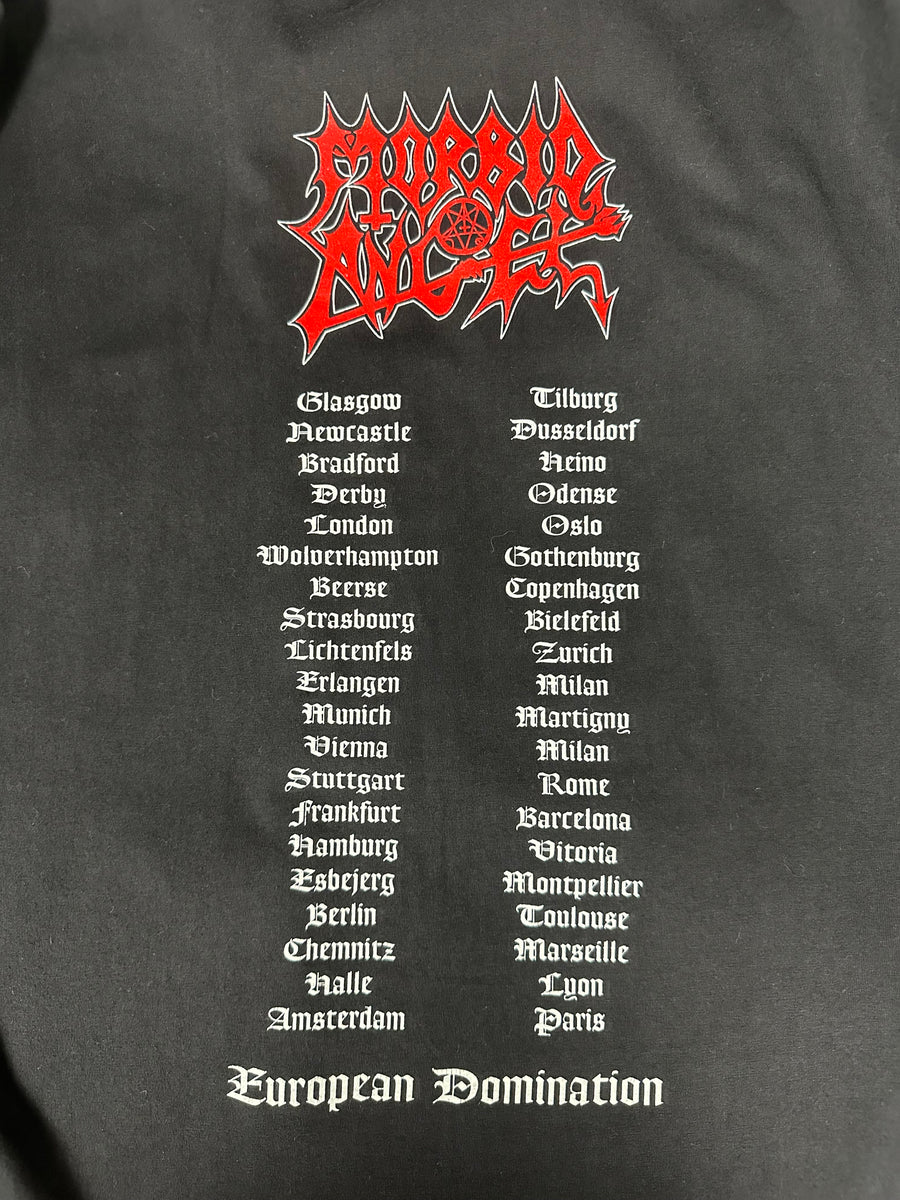 MORBID
ANGEL
Glasgow
Newcastle
Bradford
Derby
London
Wolverhampton
Beerse
Strasbourg
Lichtenfels
Erlangen
Munich
Vienna
Stuttgart
Frankfurt
Hamburg
Esbejerg
Berlin
Chemnitz
Halle
Amsterdam
Tilburg
Dusseldorf
Heino
Odense
Oslo
Gothenburg
Copenhagen
Bielefeld
Zurich
Milan
Martigny
Milan
Rome
Barcelona
Vitoria
Montpellier
Toulouse
Marseille
Lyon
Paris
European Domination